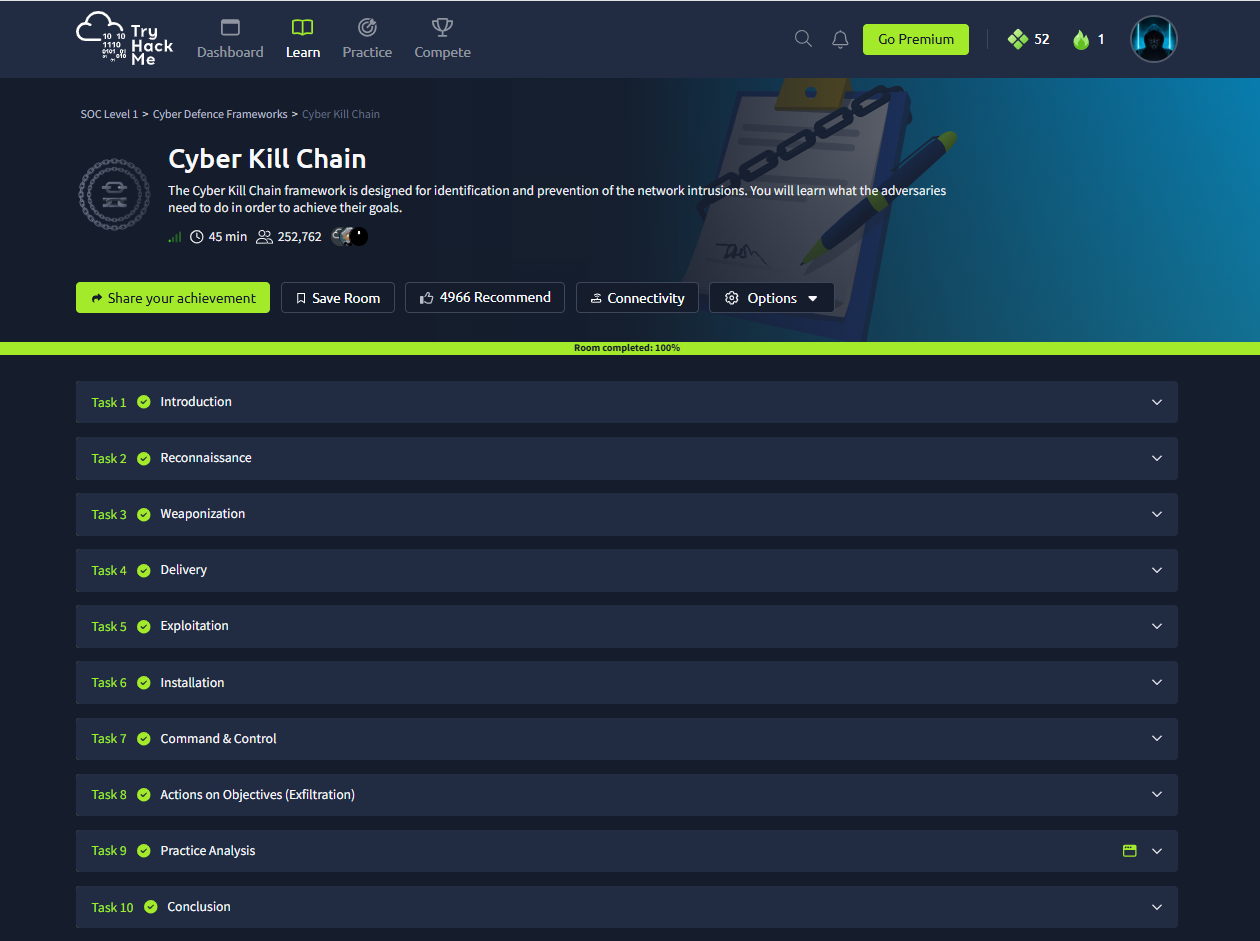 Try
Hack
Me
Dashboard
Learn
Practice
Compete
Go Premium
52
1
SOC Level 1 > Cyber Defence Frameworks > Cyber Kill Chain
Cyber Kill Chain
The Cyber Kill Chain framework is designed for identification and prevention of the network intrusions. You will learn what the adversaries
need to do in order to achieve their goals.
45 min 252,762
Share your achievement
Save Room
4966 Recommend
Connectivity
Options
Room completed: 100%
Task 1 Introduction
Task 2 Reconnaissance
Task 3 Weaponization
Task 4 Delivery
Task 5 Exploitation
Task 6 Installation
Task 7 Command & Control
Task 8 Actions on Objectives (Exfiltration)
Task 9 Practice Analysis
Task 10 Conclusion